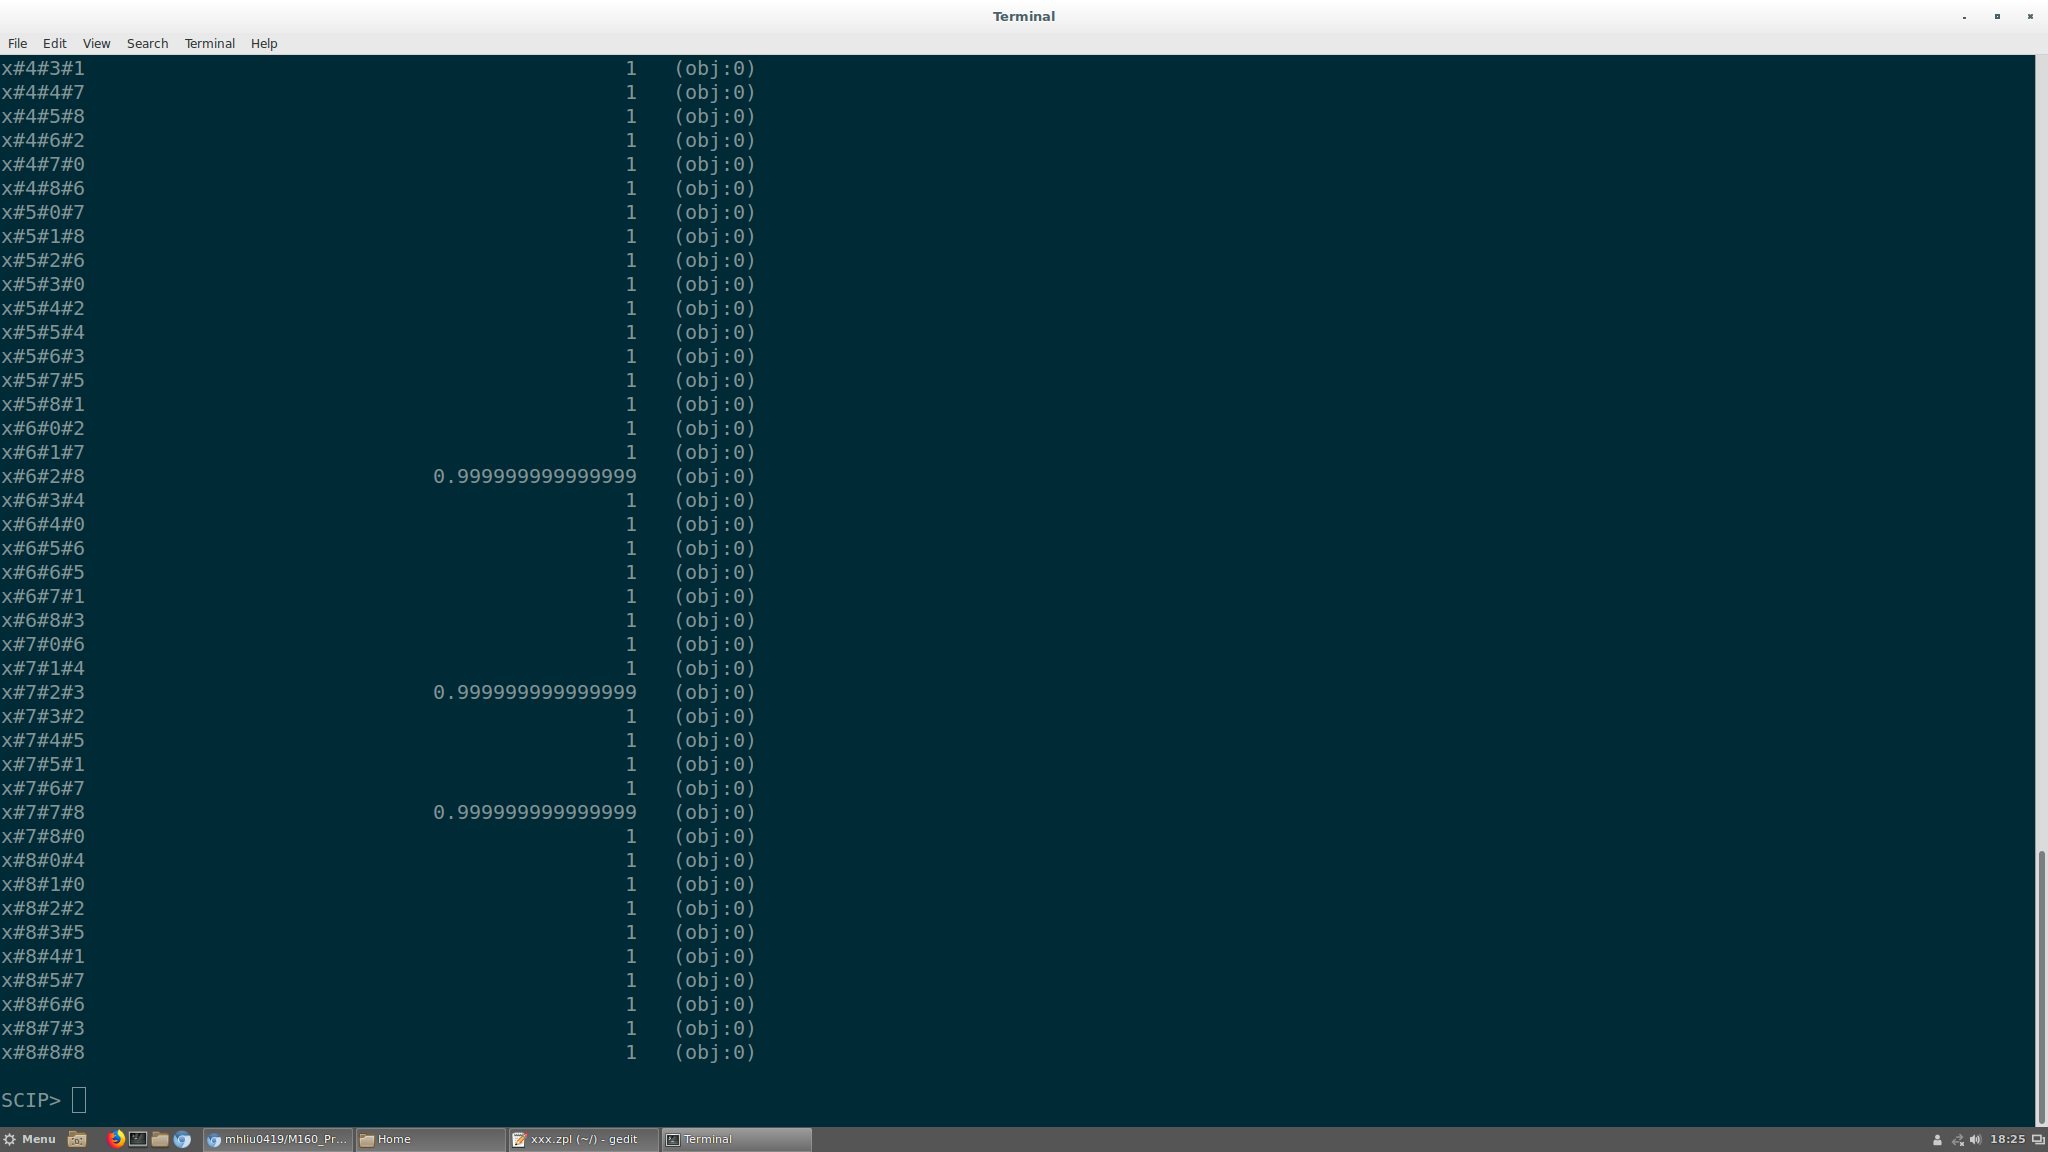 Terminal
File Edit View Search Terminal Help
x#4#3#1 1 (obj:0)
x#4#4#7 1 (obj:0)
x#4#5#8 1 (obj:0)
x#4#6#2 1 (obj:0)
x#4#7#0 1 (obj:0)
x#4#8#6 1 (obj:0)
x#5#0#7 1 (obj:0)
x#5#1#8 1 (obj:0)
x#5#2#6 1 (obj:0)
x#5#3#0 1 (obj:0)
x#5#4#2 1 (obj:0)
x#5#5#4 1 (obj:0)
x#5#6#3 1 (obj:0)
x#5#7#5 1 (obj:0)
x#5#8#1 1 (obj:0)
x#6#0#2 1 (obj:0)
x#6#1#7 1 (obj:0)
x#6#2#8 0.999999999999999 (obj:0)
x#6#3#4 1 (obj:0)
x#6#4#0 1 (obj:0)
x#6#5#6 1 (obj:0)
x#6#6#5 1 (obj:0)
x#6#7#1 1 (obj:0)
x#6#8#3 1 (obj:0)
x#7#0#6 1 (obj:0)
x#7#1#4 1 (obj:0)
x#7#2#3 0.999999999999999 (obj:0)
x#7#3#2 1 (obj:0)
x#7#4#5 1 (obj:0)
x#7#5#1 1 (obj:0)
x#7#6#7 1 (obj:0)
x#7#7#8 0.999999999999999 (obj:0)
x#7#8#0 1 (obj:0)
x#8#0#4 1 (obj:0)
x#8#1#0 1 (obj:0)
x#8#2#2 1 (obj:0)
x#8#3#5 1 (obj:0)
x#8#4#1 1 (obj:0)
x#8#5#7 1 (obj:0)
x#8#6#6 1 (obj:0)
x#8#7#3 1 (obj:0)
x#8#8#8 1 (obj:0)
SCIP>
Menu mhliu0419/M160_Pr... Home xxx.zpl (~/) - gedit Terminal 18:25